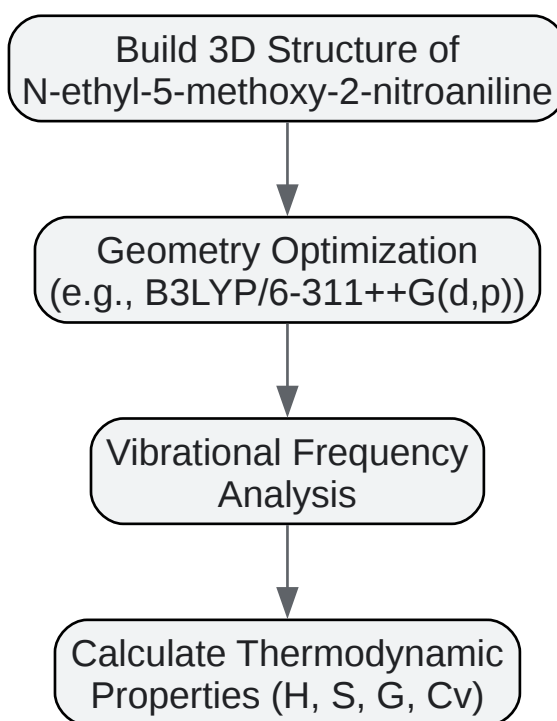 Build 3D Structure of
N-ethyl-5-methoxy-2-nitroaniline
Geometry Optimization
(e.g., B3LYP/6-311++G(d,p))
Vibrational Frequency
Analysis
Calculate Thermodynamic
Properties (H, S, G, Cv)